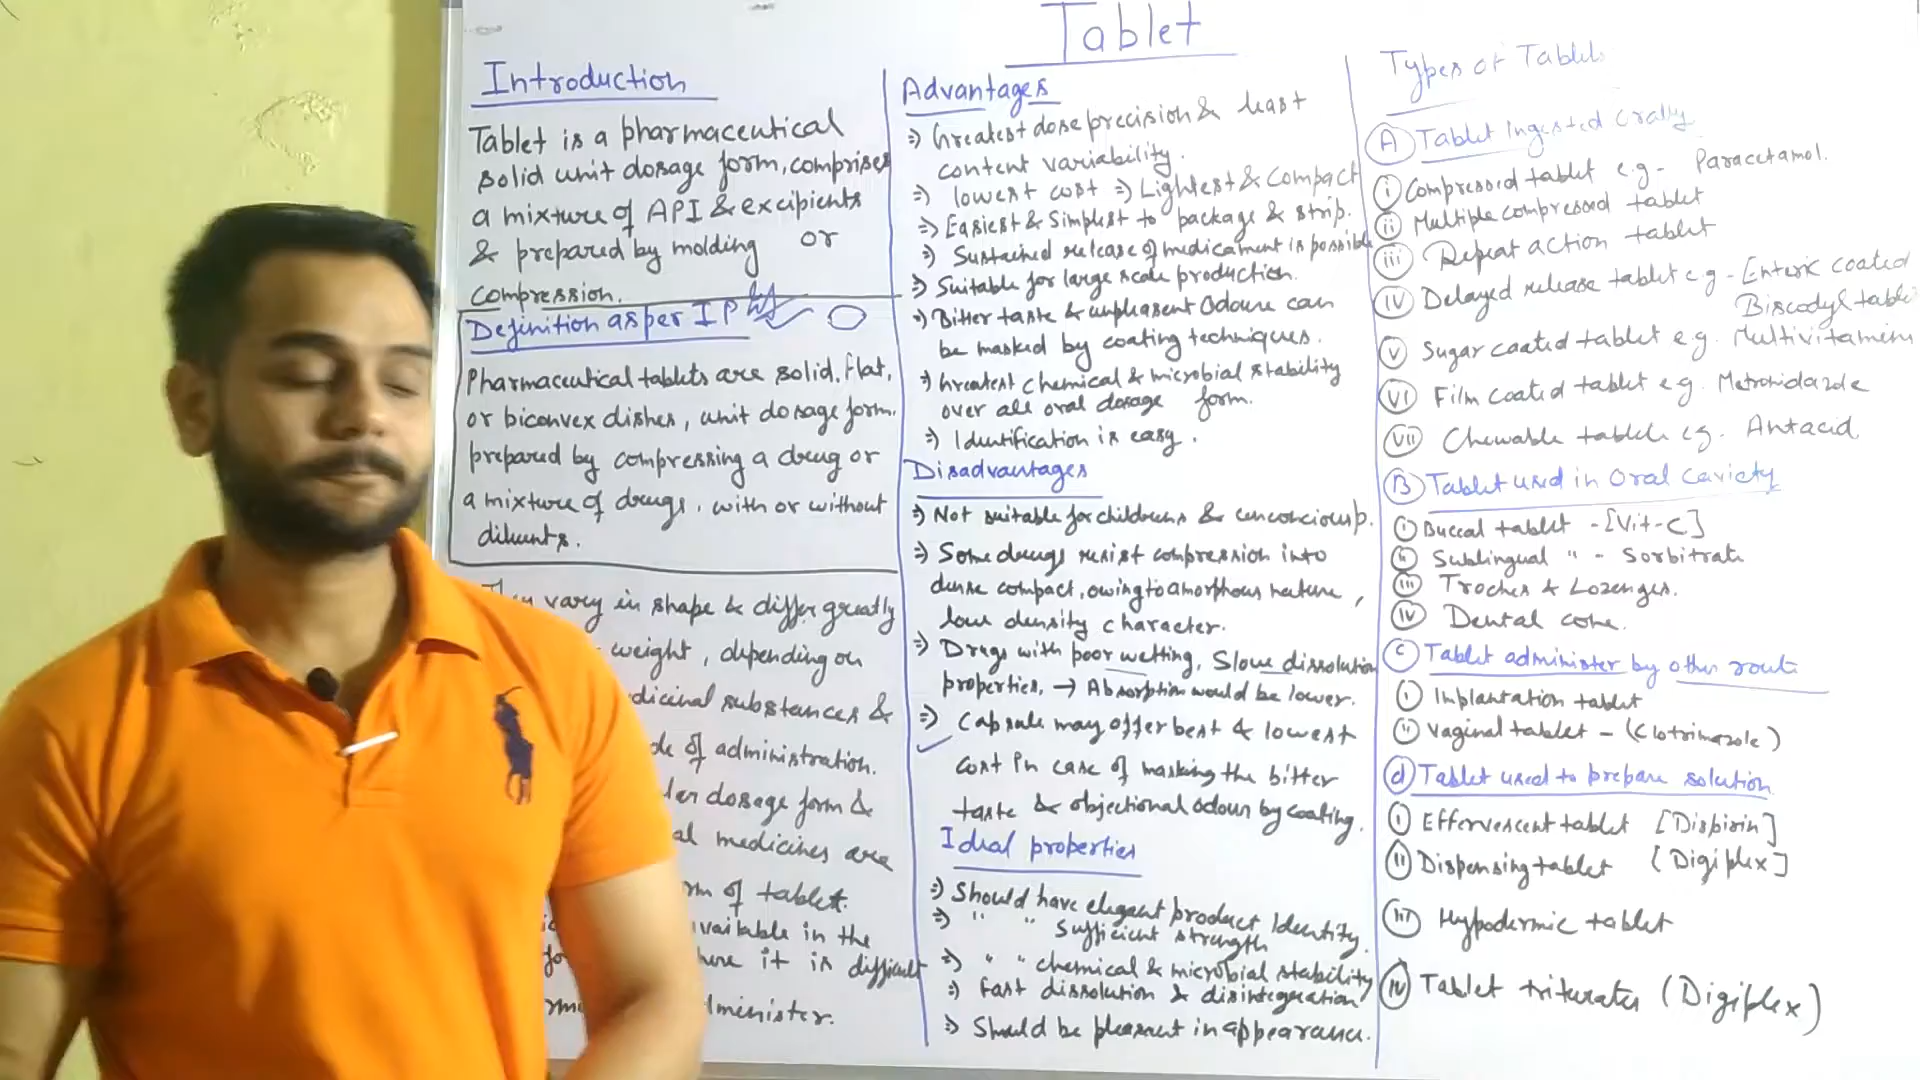 Tablet
Introduction
Tablet is a pharmaceutical
solid unit dosage form, comprises
a mixture of API & excipients
& prepared by molding or
compression.
Definition as per I P
Pharmaceutical tablets are solid, flat,
or biconvex dishes, unit dosage form.
prepared by compressing a drug or
a mixture of drugs, with or without
diluents.
vary in shape & differ greatly
weight, depending on
substances &
of administration.
dosage form &
medicines are
of tablet.
in the
it is difficult
Advantages
⇒ Greatest dose precision & least
content variability.
⇒ lowest cost ⇒ Lightest & Compact
⇒ Easiest & Simplest to package & strip.
⇒ Sustained release of medicament is possible
⇒ Suitable for large scale production.
⇒ Bitter taste & unpleasent Odour can
be masked by coating techniques.
⇒ Greatest chemical & microbial stability
over all oral dosage form.
⇒ Identification is easy.
Disadvantages
⇒ Not suitable for childrens & unconcious p.
⇒ Some drugs resist compression into
dense compact, owing to amorphous nature,
low density character.
⇒ Drugs with poor wetting, Slow dissolution
properties, → Absorption would be lower.
⇒ Capsule may offer best & lowest
cost in case of masking the bitter
taste & objectional odour by coating.
Ideal properties
⇒ Should have elegant product Identity.
⇒ " " Sufficient strength
⇒ " " chemical & microbial stability
⇒ fast dissolution & disintegration
⇒ Should be pleasant in appearance.
Types of Tablets
(A) Tablet Ingested Orally
(i) Compressed tablet e.g- Paracetamol.
(ii) Multiple compressed tablet
(iii) Repeat action tablet
(iv) Delayed release tablet e.g - Enteric coated
Biscodyl
(v) Sugar coated tablet e.g. Multivitamin
(vi) Film coated tablet e.g. Metronidazole
(vii) Chewable tablet eg. Antacid.
(B) Tablet used in Oral Caviety
(i) Buccal tablet -[Vit-C]
(ii) Sublingual " - Sorbitrate
(iii) Troches & Lozenges.
(iv) Dental cone.
(c) Tablet administer by other route
(i) Implantation tablet
(ii) Vaginal tablet - (Clotrimazole)
(d) Tablet used to prepare solution
(i) Effervescent tablet [Dispirin]
(ii) Dispensing tablet [Digiplex]
(iii) Hypodermic tablet
(iv) Tablet triturates (Digiplex)